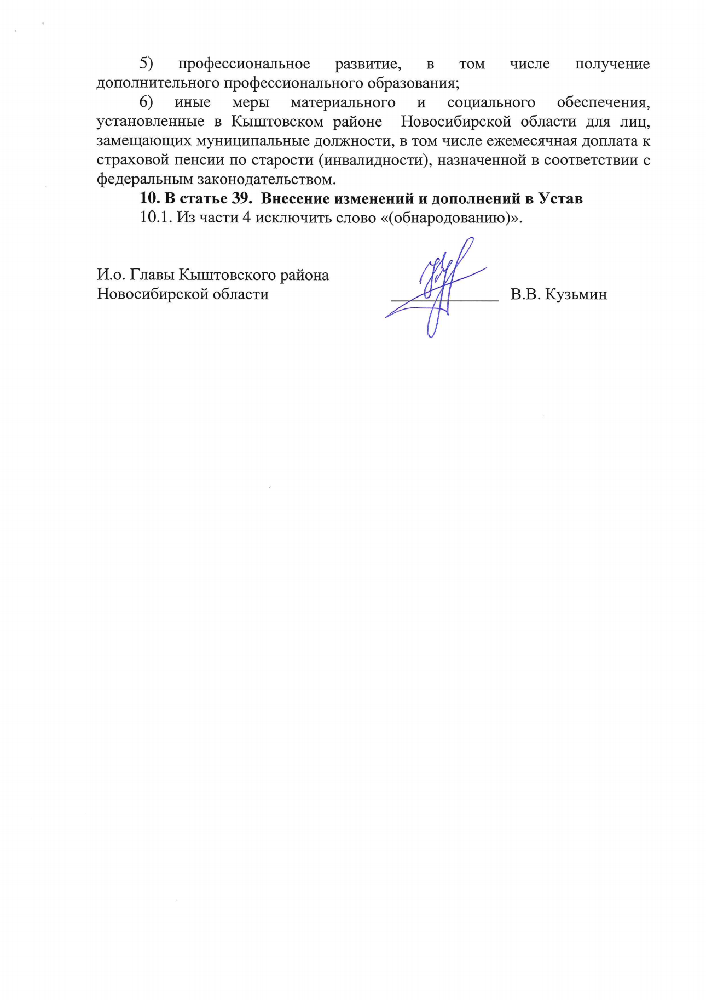 5) профессиональное развитие, в том числе получение
дополнительного профессионального образования;
6) иные меры материального и социального обеспечения,
установленные в Кыштовском районе Новосибирской области для лиц,
замещающих муниципальные должности, в том числе ежемесячная доплата к
страховой пенсии по старости (инвалидности), назначенной в соответствии с
федеральным законодательством.
10. В статье 39. Внесение изменений и дополнений в Устав
10.1. Из части 4 исключить слово «(обнародованию)».
И.о. Главы Кыштовского района
Новосибирской области _____________ В.В. Кузьмин